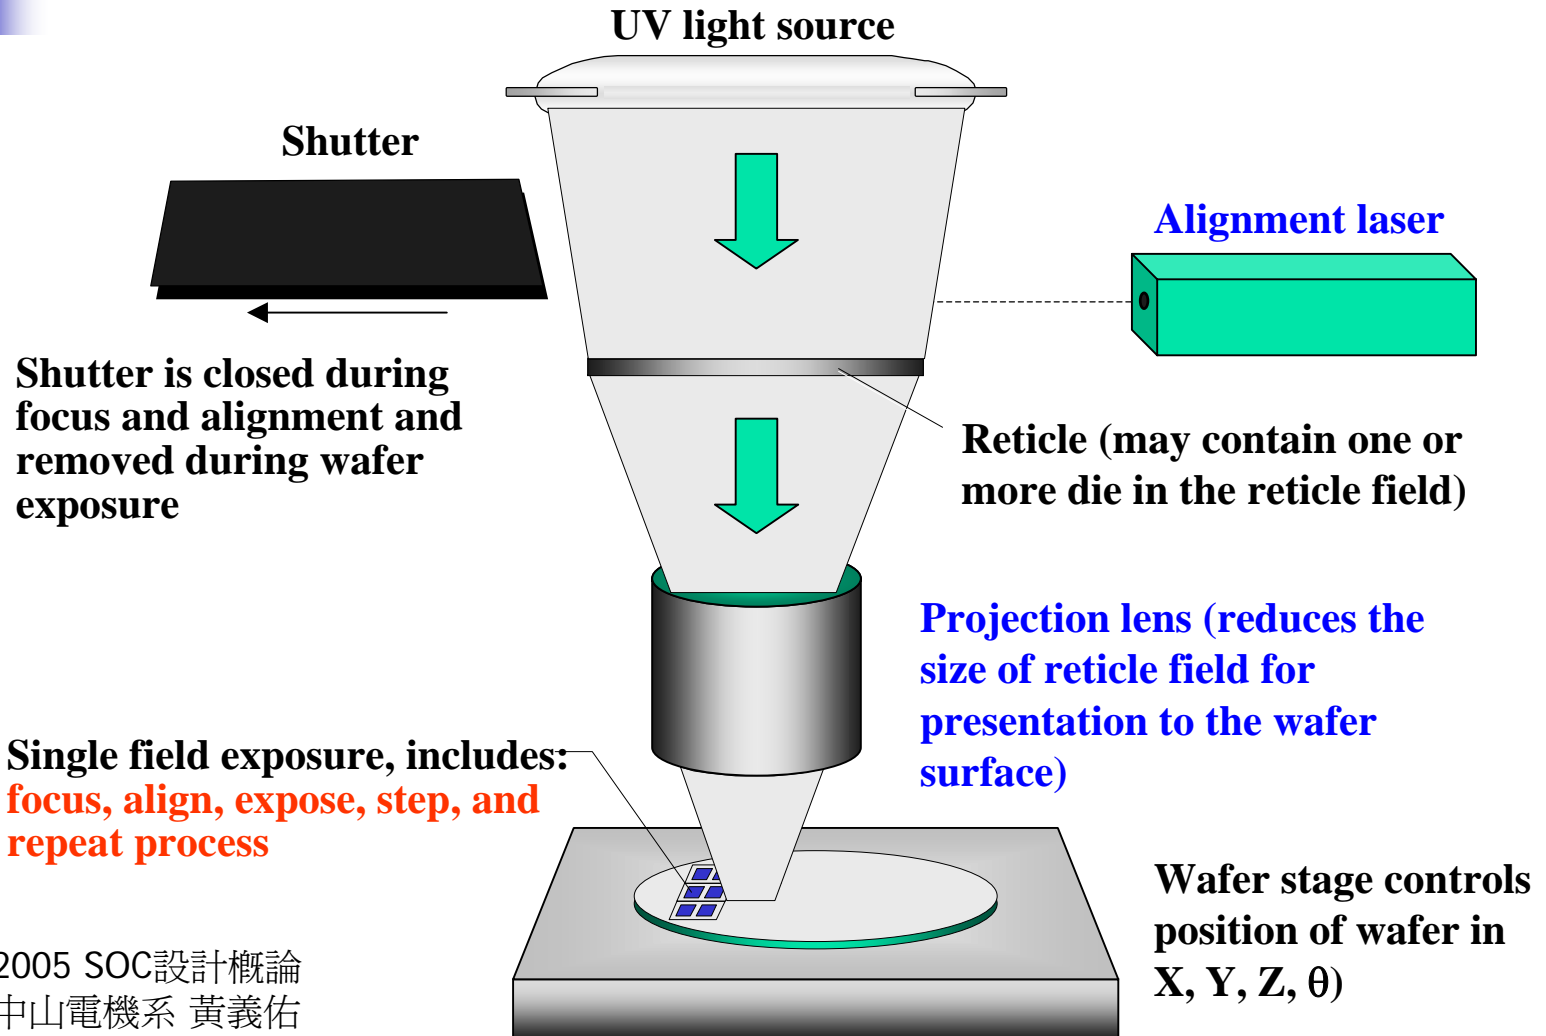 UV light source
Shutter
Alignment laser
Shutter is closed during
focus and alignment and
removed during wafer
exposure
Reticle (may contain one or
more die in the reticle field)
Projection lens (reduces the
size of reticle field for
presentation to the wafer
surface)
Single field exposure, includes:
focus, align, expose, step, and
repeat process
Wafer stage controls
position of wafer in
X, Y, Z, θ)
2005 SOC設計概論
中山電機系 黃義佑